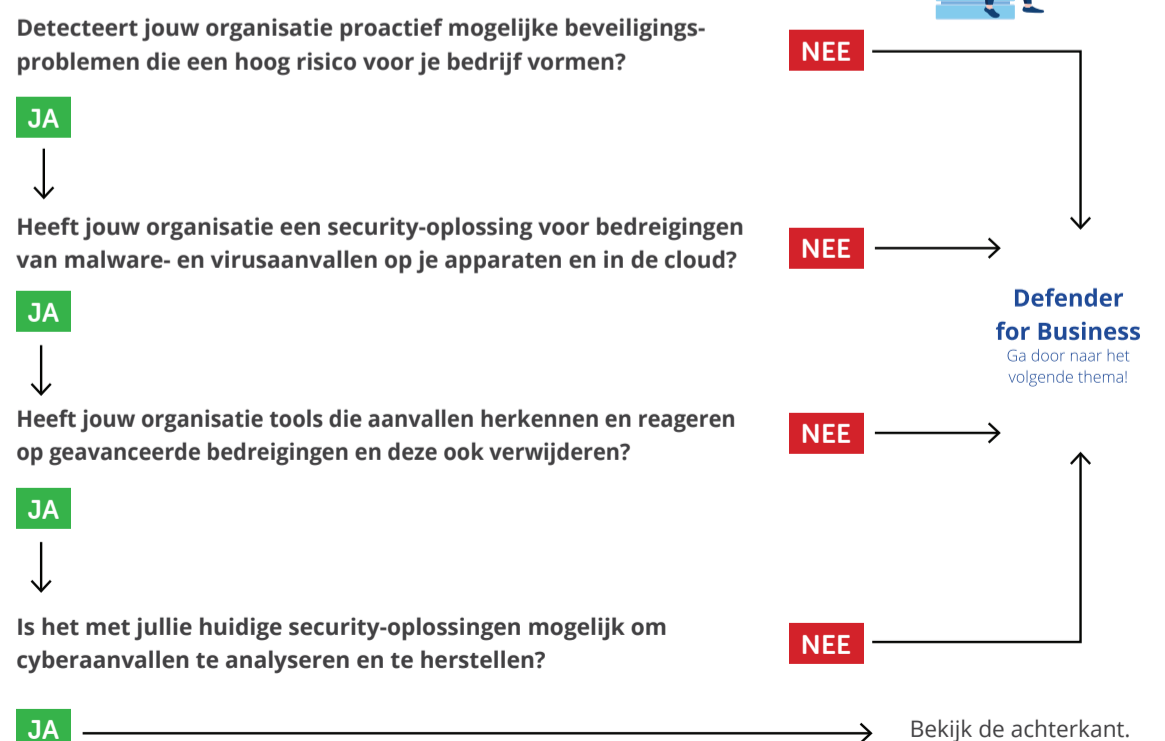 Detecteert jouw organisatie proactief mogelijke beveiligings-
problemen die een hoog risico voor je bedrijf vormen?
NEE
JA
Heeft jouw organisatie een security-oplossing voor bedreigingen
van malware- en virusaanvallen op je apparaten en in de cloud?
NEE
JA
Defender
for Business
Ga door naar het
volgende thema!
Heeft jouw organisatie tools die aanvallen herkennen en reageren
op geavanceerde bedreigingen en deze ook verwijderen?
NEE
JA
Is het met jullie huidige security-oplossingen mogelijk om
cyberaanvallen te analyseren en te herstellen?
NEE
JA
Bekijk de achterkant.